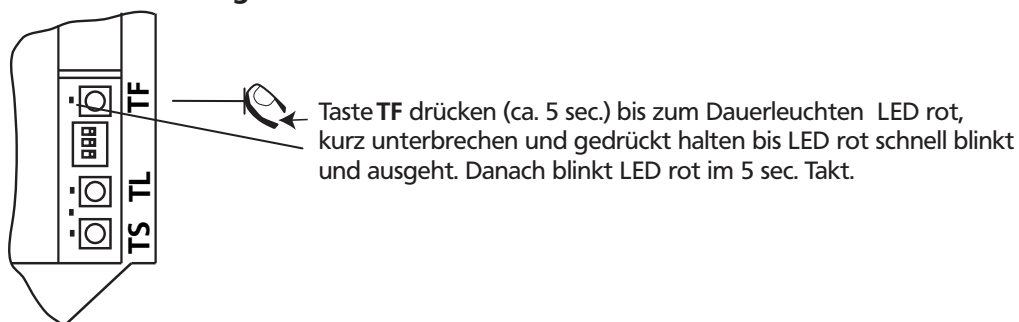 TF
TL
TS
Taste TF drücken (ca. 5 sec.) bis zum Dauerleuchten LED rot,
kurz unterbrechen und gedrückt halten bis LED rot schnell blinkt
und ausgeht. Danach blinkt LED rot im 5 sec. Takt.